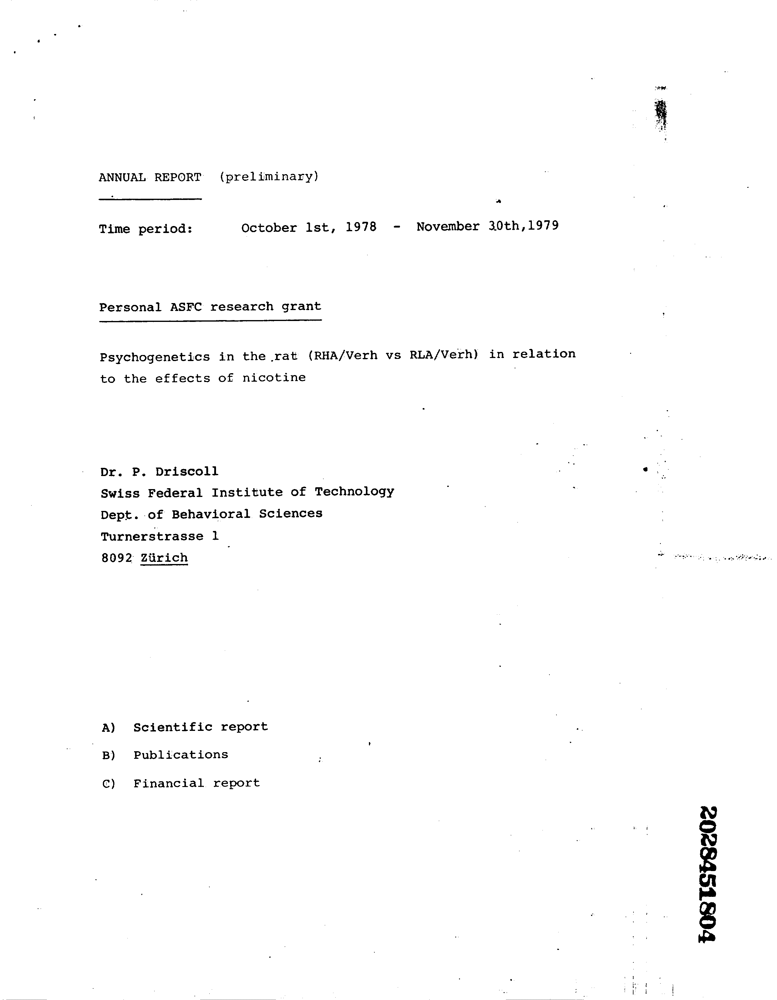 ANNUAL REPORT (preliminary)
Time period: October 1st, 1978 - November 30th,1979
Personal ASFC research grant
Psychogenetics in the rat (RHA/Verh vs RLA/Verh) in relation
to the effects of nicotine
Dr. P. Driscoll
Swiss Federal Institute of Technology
Dept. of Behavioral Sciences
Turnerstrasse 1
8092 Zürich
A) Scientific report
B) Publications
C) Financial report
2028451804